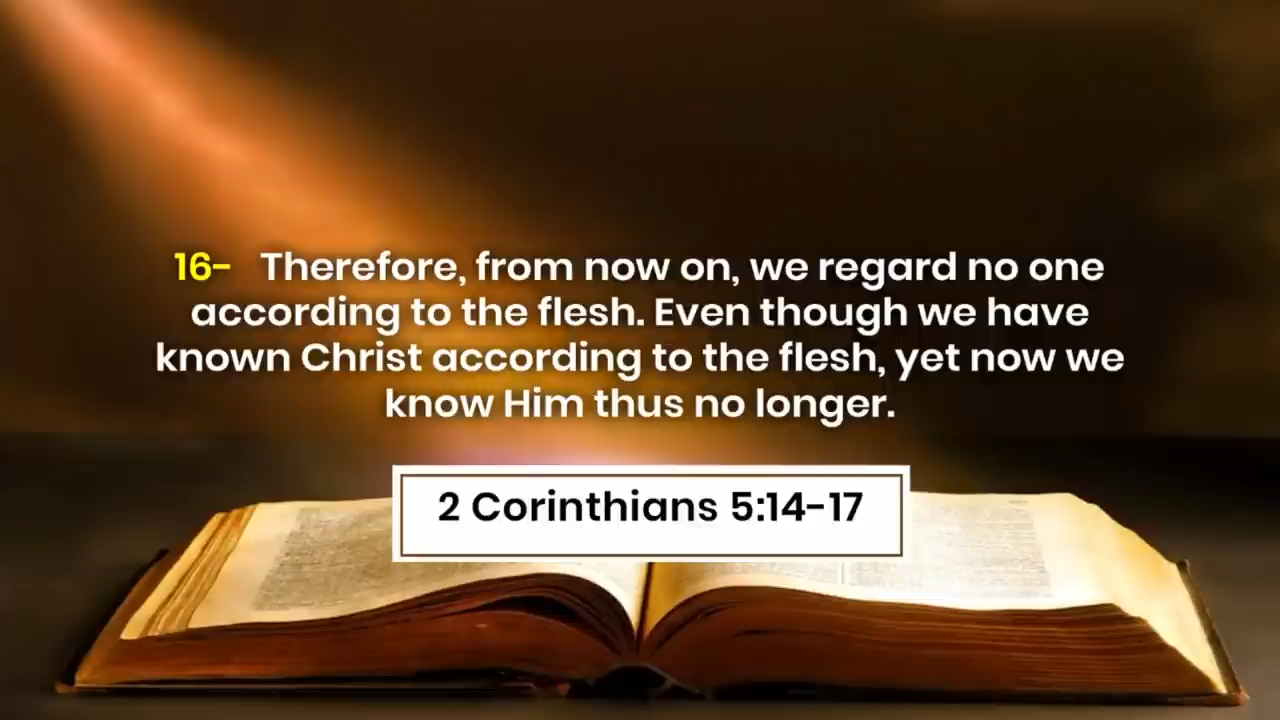 16- Therefore, from now on, we regard no one
according to the flesh. Even though we have
known Christ according to the flesh, yet now we
know Him thus no longer.
2 Corinthians 5:14-17